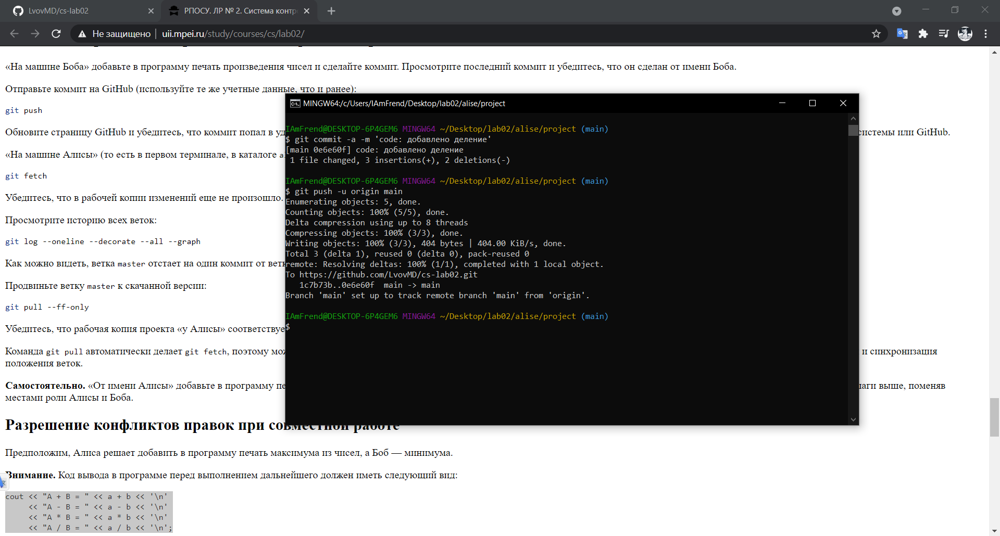 LvovMD/cs-lab02
РПОСУ. ЛР № 2. Система контр
Не защищено | uii.mpei.ru/study/courses/cs/lab02/
«На машине Боба» добавьте в программу печать произведения чисел и сделайте коммит. Просмотрите последний коммит и убедитесь, что он сделан от имени Боба.
Отправьте коммит на GitHub (используйте те же учетные данные, что и ранее):
git push
Обновите страницу GitHub и убедитесь, что коммит попал в уд
системы или GitHub.
«На машине Алисы» (то есть в первом терминале, в каталоге a
git fetch
Убедитесь, что в рабочей копии изменений еще не произошло.
Просмотрите историю всех веток:
git log --oneline --decorate --all --graph
Как можно видеть, ветка master отстает на один коммит от ветк
Продвиньте ветку master к скачанной версии:
git pull --ff-only
Убедитесь, что рабочая копия проекта «у Алисы» соответствуе
Команда git pull автоматически делает git fetch, поэтому мож
и синхронизация
положения веток.
Самостоятельно. «От имени Алисы» добавьте в программу пе
шаги выше, поменяв
местами роли Алисы и Боба.
Разрешение конфликтов правок при совместной работе
Предположим, Алиса решает добавить в программу печать максимума из чисел, а Боб — минимума.
Внимание. Код вывода в программе перед выполнением дальнейшего должен иметь следующий вид:
cout << "A + B = " << a + b << '\n'
<< "A - B = " << a - b << '\n'
<< "A * B = " << a * b << '\n'
<< "A / B = " << a / b << '\n';
MINGW64:/c/Users/IAmFrend/Desktop/lab02/alise/project
IAmFrend@DESKTOP-6P4GEM6 MINGW64 ~/Desktop/lab02/alise/project (main)
$ git commit -a -m 'code: добавлено деление'
[main 0e6e60f] code: добавлено деление
1 file changed, 3 insertions(+), 2 deletions(-)
IAmFrend@DESKTOP-6P4GEM6 MINGW64 ~/Desktop/lab02/alise/project (main)
$ git push -u origin main
Enumerating objects: 5, done.
Counting objects: 100% (5/5), done.
Delta compression using up to 8 threads
Compressing objects: 100% (3/3), done.
Writing objects: 100% (3/3), 404 bytes | 404.00 KiB/s, done.
Total 3 (delta 1), reused 0 (delta 0), pack-reused 0
remote: Resolving deltas: 100% (1/1), completed with 1 local object.
To https://github.com/LvovMD/cs-lab02.git
1c7b73b..0e6e60f  main -> main
Branch 'main' set up to track remote branch 'main' from 'origin'.
IAmFrend@DESKTOP-6P4GEM6 MINGW64 ~/Desktop/lab02/alise/project (main)
$